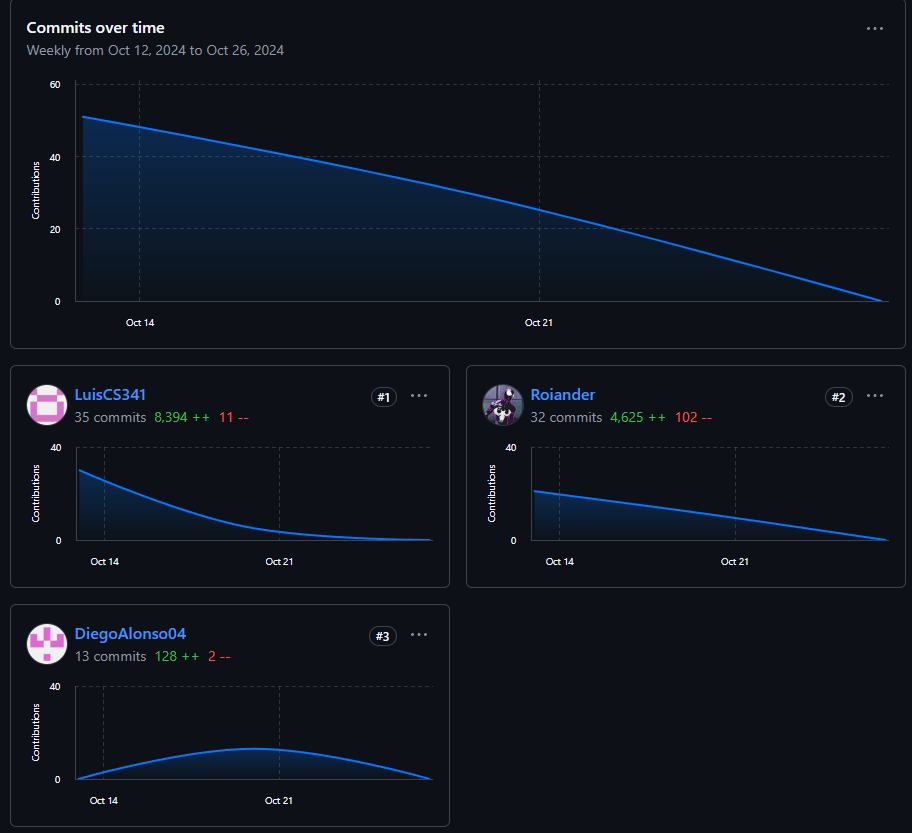 Commits over time
Weekly from Oct 12, 2024 to Oct 26, 2024
Contributions
60
40
20
0
Oct 14
Oct 21
LuisCS341
#1
35 commits 8,394 ++ 11 --
Contributions
40
0
Oct 14
Oct 21
Roiander
#2
32 commits 4,625 ++ 102 --
Contributions
40
0
Oct 14
Oct 21
DiegoAlonso04
#3
13 commits 128 ++ 2 --
Contributions
40
0
Oct 14
Oct 21